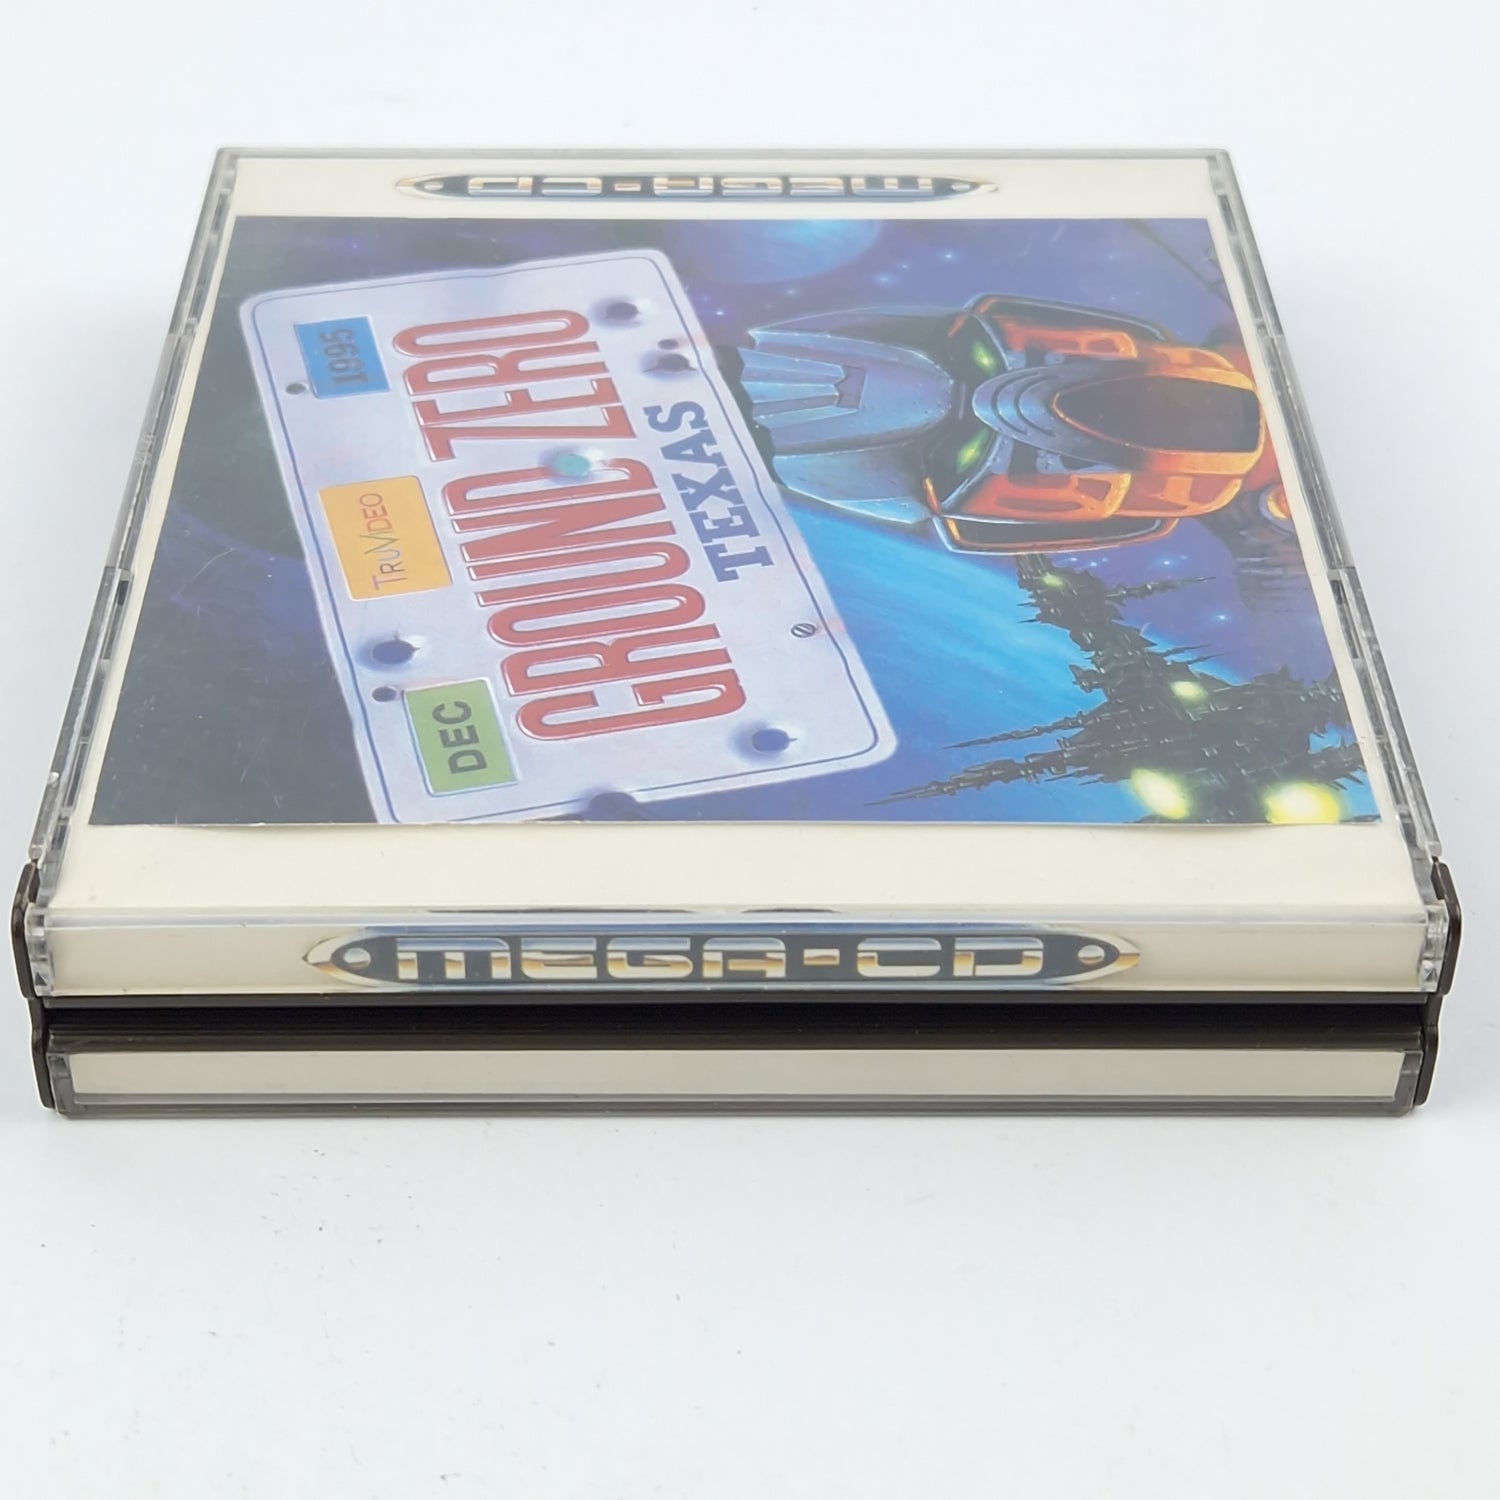 MEGA-CD
DEC
TRUVIDEO
1995
GROUND ZERO
TEXAS
MEGA-CD